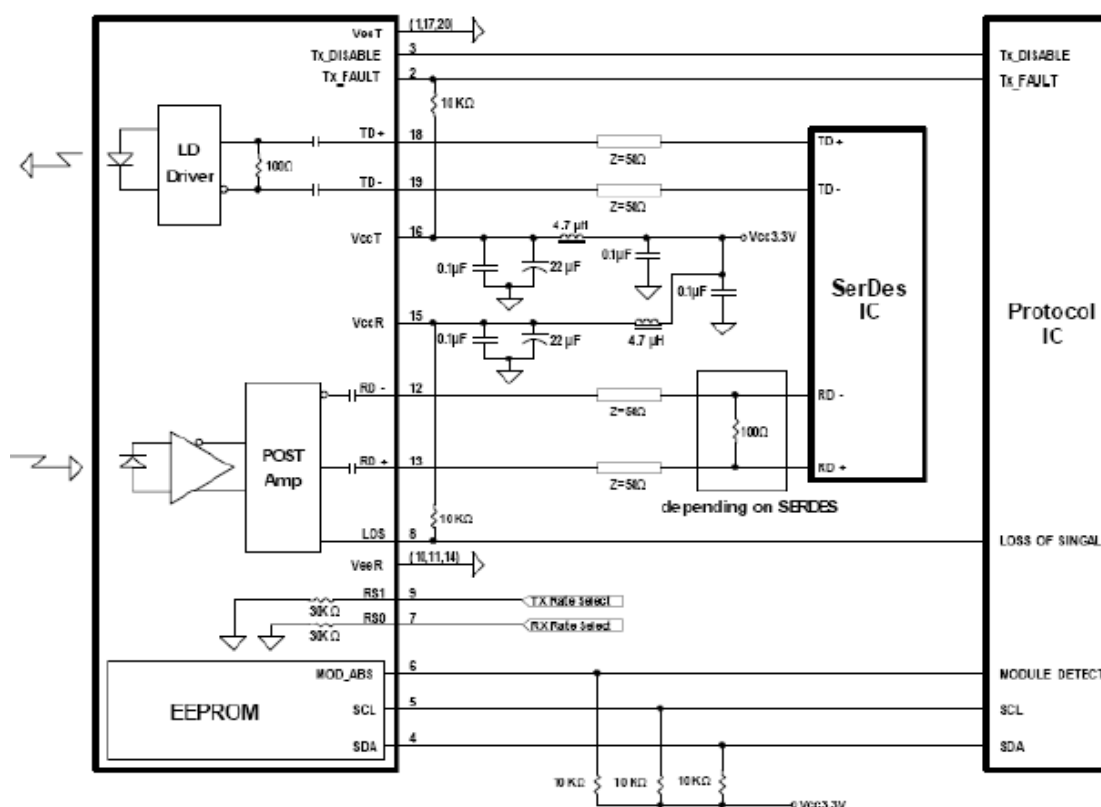 VeeT
(1,17,20)
Tx_DISABLE
3
Tx_DISABLE
Tx_FAULT
2
Tx_FAULT
10 KΩ
LD
Driver
100Ω
TD+
18
Z=50Ω
TD +
TD -
19
Z=50Ω
TD -
VccT
16
4.7 µH
Vcc3.3V
0.1µF
22 µF
0.1µF
0.1µF
SerDes
IC
Protocol
IC
VccR
15
0.1µF
22 µF
4.7 µH
RD -
12
Z=50Ω
RD -
100Ω
POST
Amp
RD +
13
Z=50Ω
RD +
depending on SERDES
10 KΩ
LOS
8
LOSS OF SINGAL
VeeR
(10,11,14)
RS1
9
TX Rate Select
30KΩ
RS0
7
RX Rate Select
30KΩ
EEPROM
MOD_ABS
6
MODULE DETECT
SCL
5
SCL
SDA
4
SDA
10 KΩ
10 KΩ
10 KΩ
Vcc3.3V